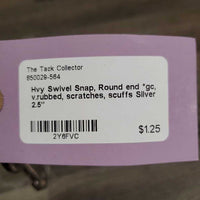 The Tack Collector
850029-564
Hvy Swivel Snap, Round end *gc,
v.rubbed, scratches, scuffs Silver
2.5"
$1.25
2Y6FVC